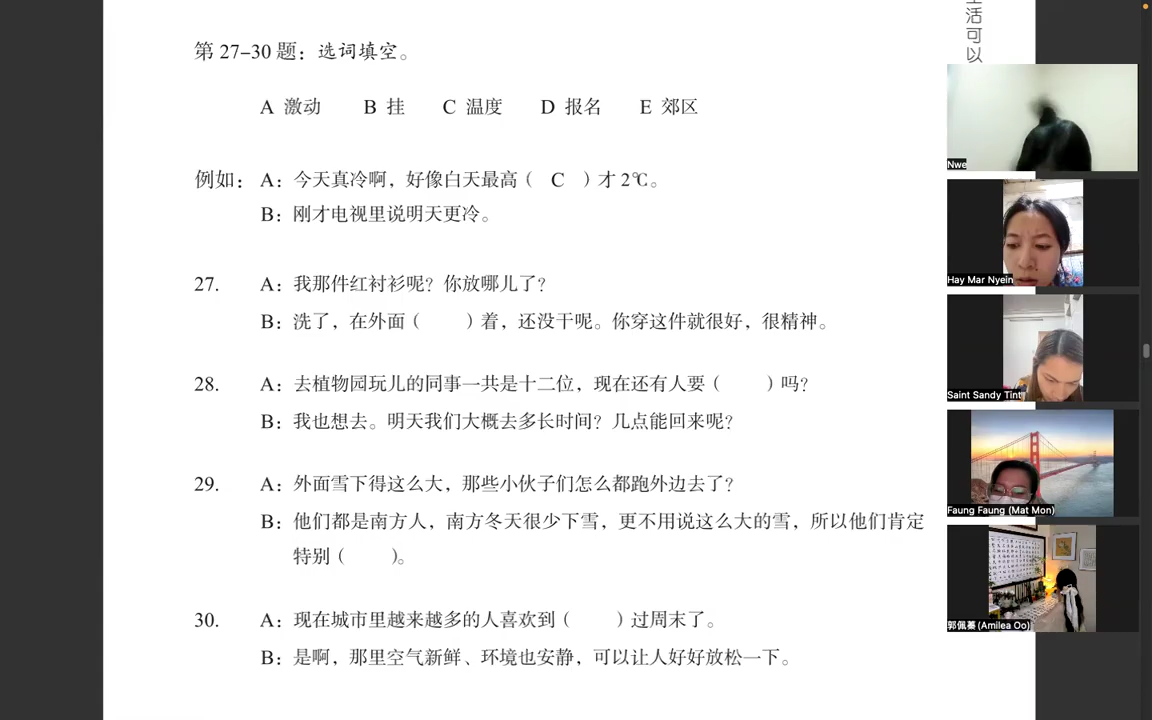 第 27–30 题：选词填空。
A 激动 B 挂 C 温度 D 报名 E 郊区
例如： A：今天真冷啊，好像白天最高（ C ）才 2℃。
B：刚才电视里说明天更冷。
27. A：我那件红衬衫呢？你放哪儿了？
B：洗了，在外面（ ）着，还没干呢。你穿这件就很好，很精神。
28. A：去植物园玩儿的同事一共是十二位，现在还有人要（ ）吗？
B：我也想去。明天我们大概去多长时间？几点能回来呢？
29. A：外面雪下得这么大，那些小伙子们怎么都跑外边去了？
B：他们都是南方人，南方冬天很少下雪，更不用说这么大的雪，所以他们肯定
特别（ ）。
30. A：现在城市里越来越多的人喜欢到（ ）过周末了。
B：是啊，那里空气新鲜、环境也安静，可以让人好好放松一下。
活可以
Nwe
Hay Mar Nyein
Saint Sandy Tint
Faung Faung (Mat Mon)
郭佩蓁 (Amilea Oo)